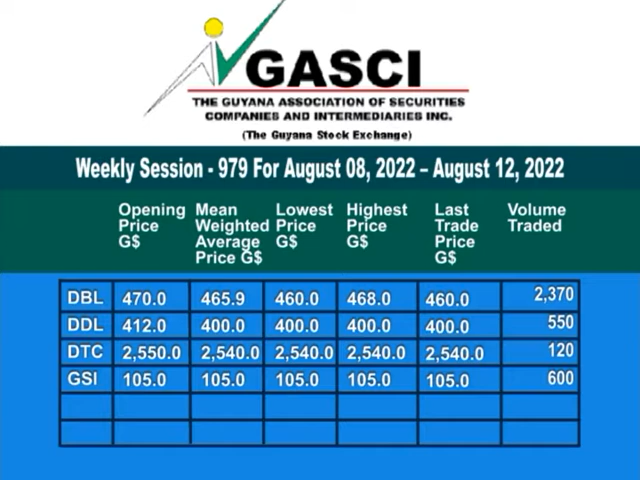 GASCI
THE GUYANA ASSOCIATION OF SECURITIES
COMPANIES AND INTERMEDIARIES INC.
(The Guyana Stock Exchange)
Weekly Session - 979 For August 08, 2022 – August 12, 2022
Opening Price G$ Mean Weighted Average Price G$ Lowest Price G$ Highest Price G$ Last Trade Price G$ Volume Traded
DBL 470.0 465.9 460.0 468.0 460.0 2,370
DDL 412.0 400.0 400.0 400.0 400.0 550
DTC 2,550.0 2,540.0 2,540.0 2,540.0 2,540.0 120
GSI 105.0 105.0 105.0 105.0 105.0 600